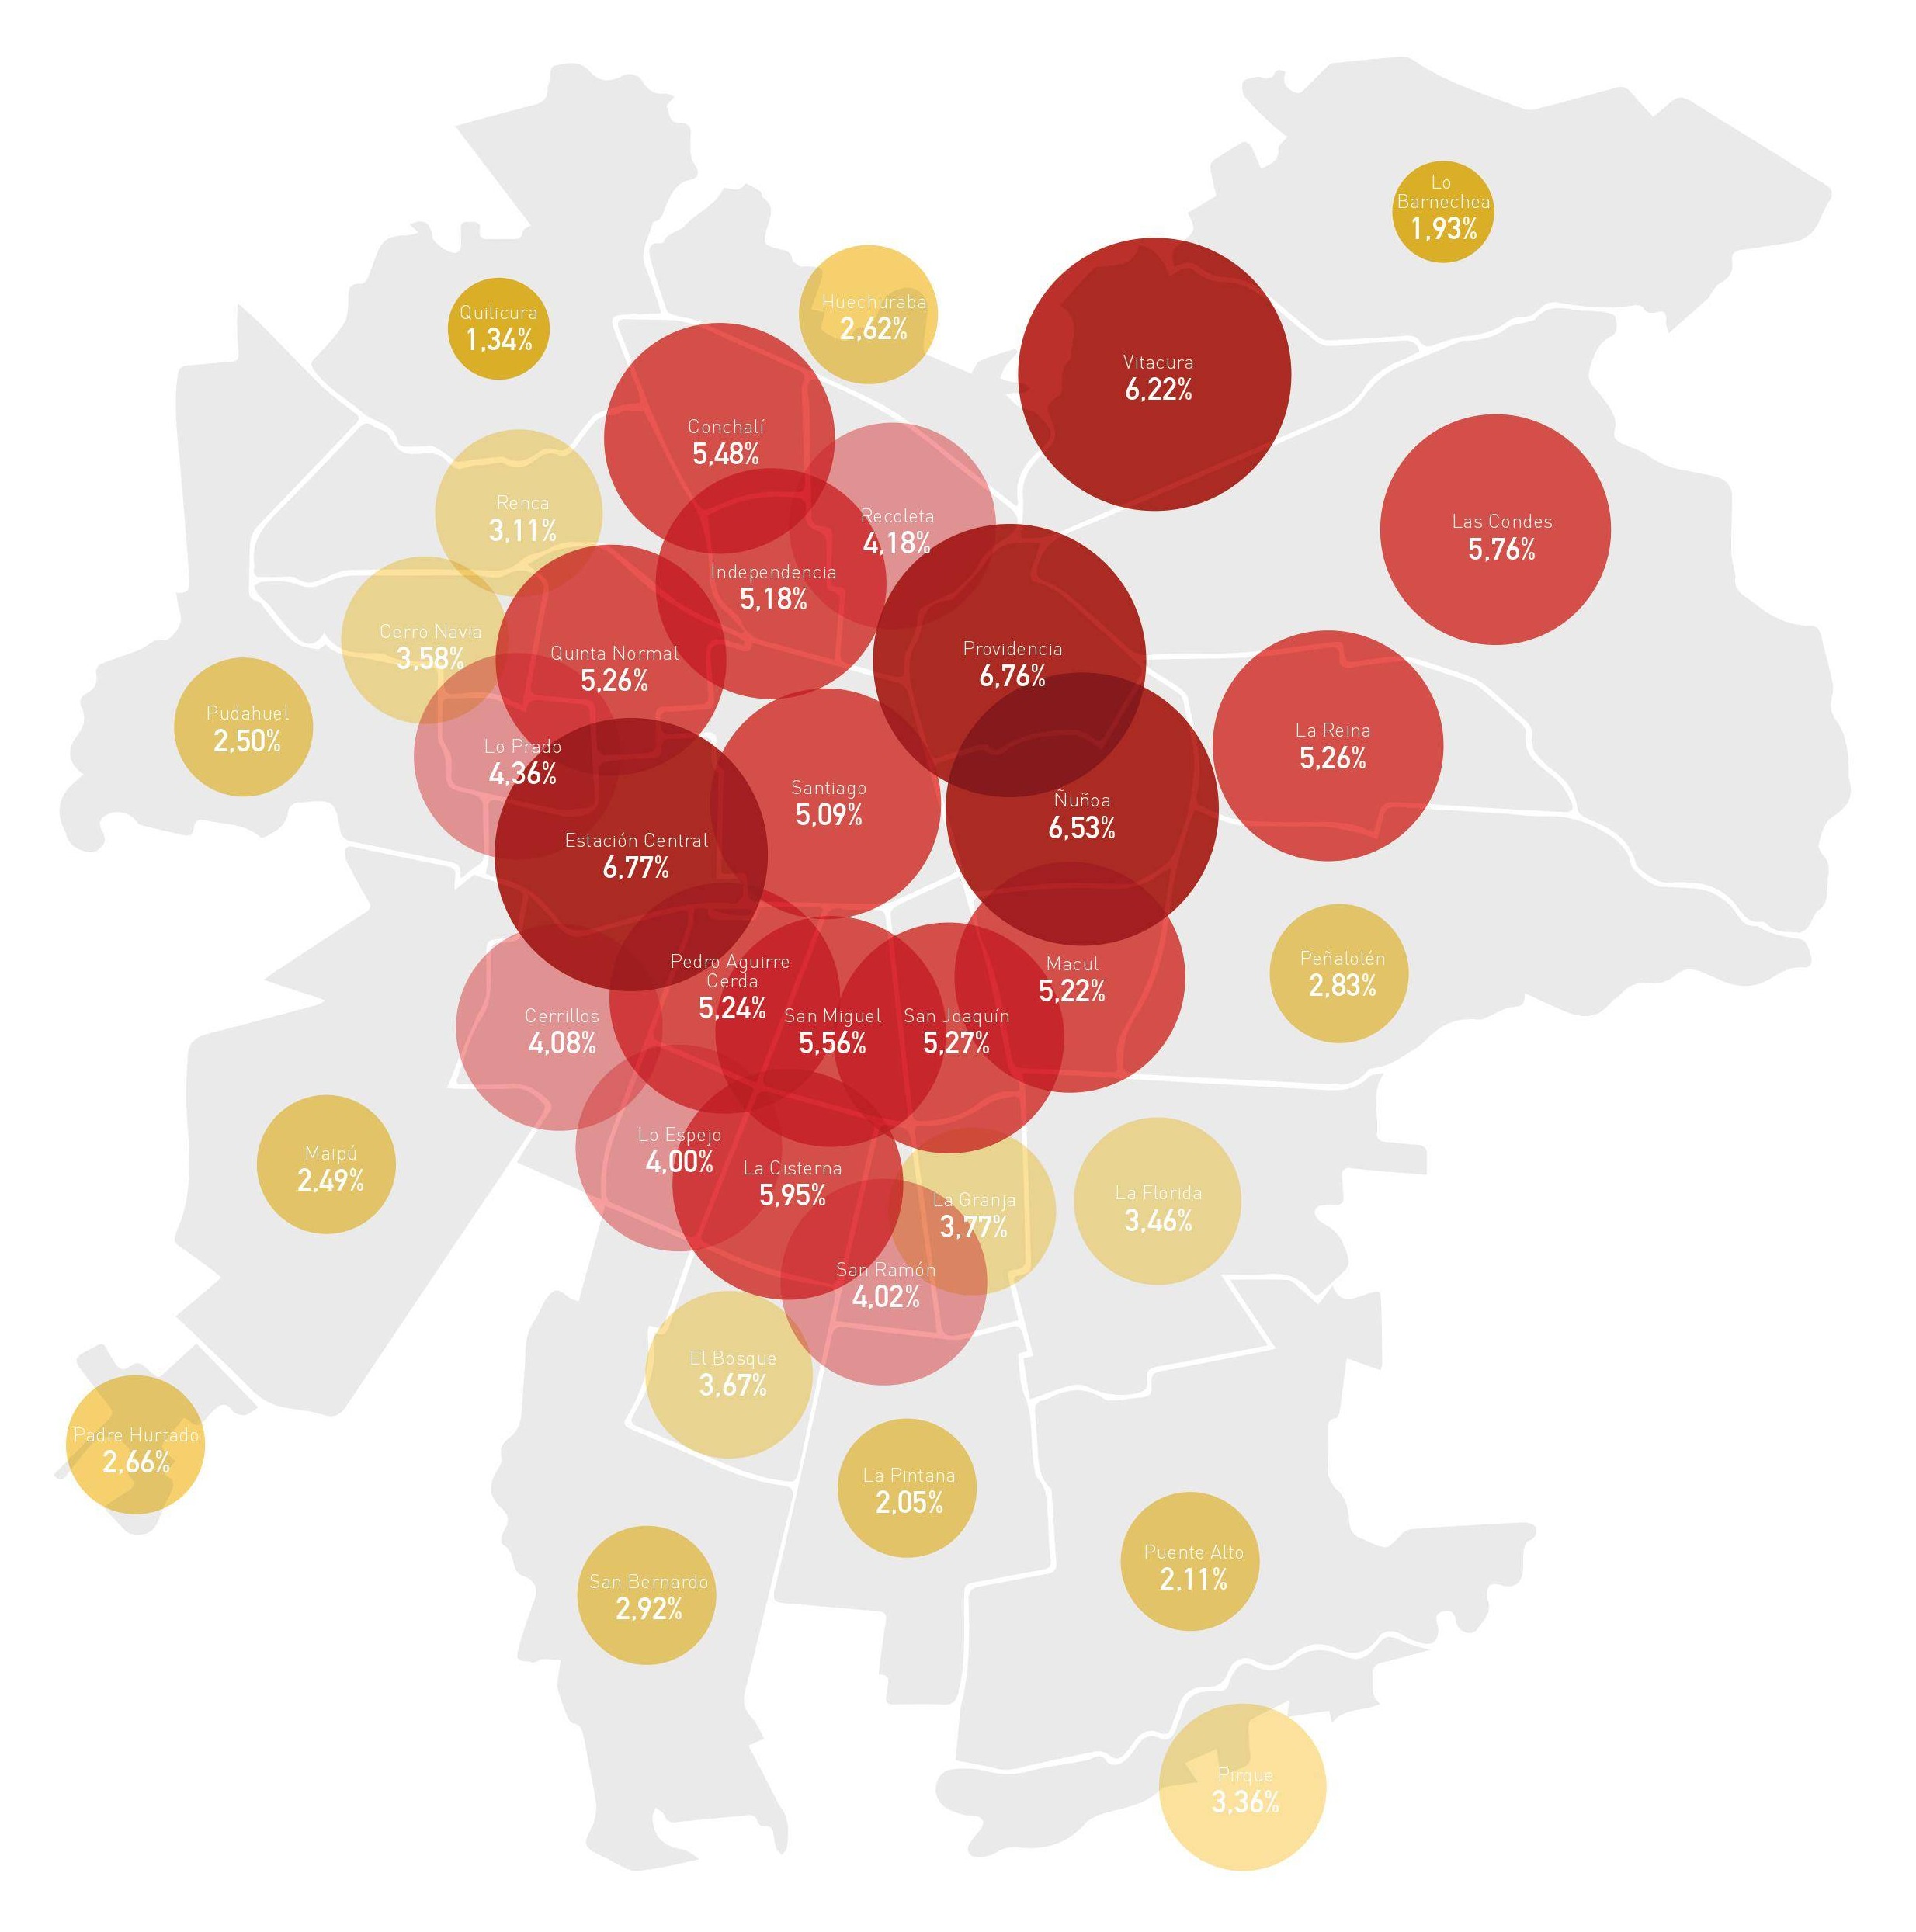 Lo
Barnechea
1,93%
Quilicura
1,34%
Huechuraba
2,62%
Vitacura
6,22%
Conchalí
5,48%
Las Condes
5,76%
Renca
3,11%
Recoleta
4,18%
Independencia
5,18%
Cerro Navia
3,58%
Quinta Normal
5,26%
Providencia
6,76%
Pudahuel
2,50%
La Reina
5,26%
Lo Prado
4,36%
Santiago
5,09%
Ñuñoa
6,53%
Estación Central
6,77%
Pedro Aguirre
Cerda
5,24%
Macul
5,22%
Peñalolén
2,83%
Cerrillos
4,08%
San Miguel
5,56%
San Joaquín
5,27%
Lo Espejo
4,00%
Maipú
2,49%
La Cisterna
5,95%
La Granja
3,77%
La Florida
3,46%
San Ramón
4,02%
El Bosque
3,67%
Padre Hurtado
2,66%
La Pintana
2,05%
Puente Alto
2,11%
San Bernardo
2,92%
Pirque
3,36%